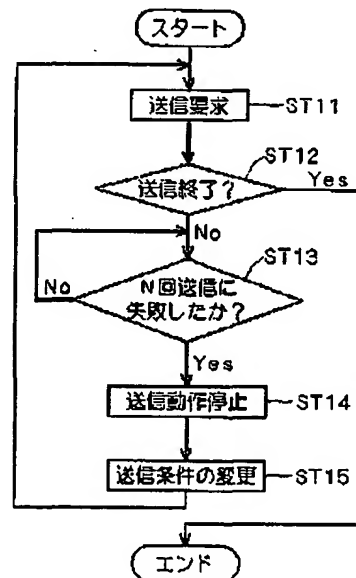 スタート
送信要求
ST11
ST12
送信終了?
Yes
No
ST13
No
N回送信に
失敗したか?
Yes
送信動作停止
ST14
送信条件の変更
ST15
エンド